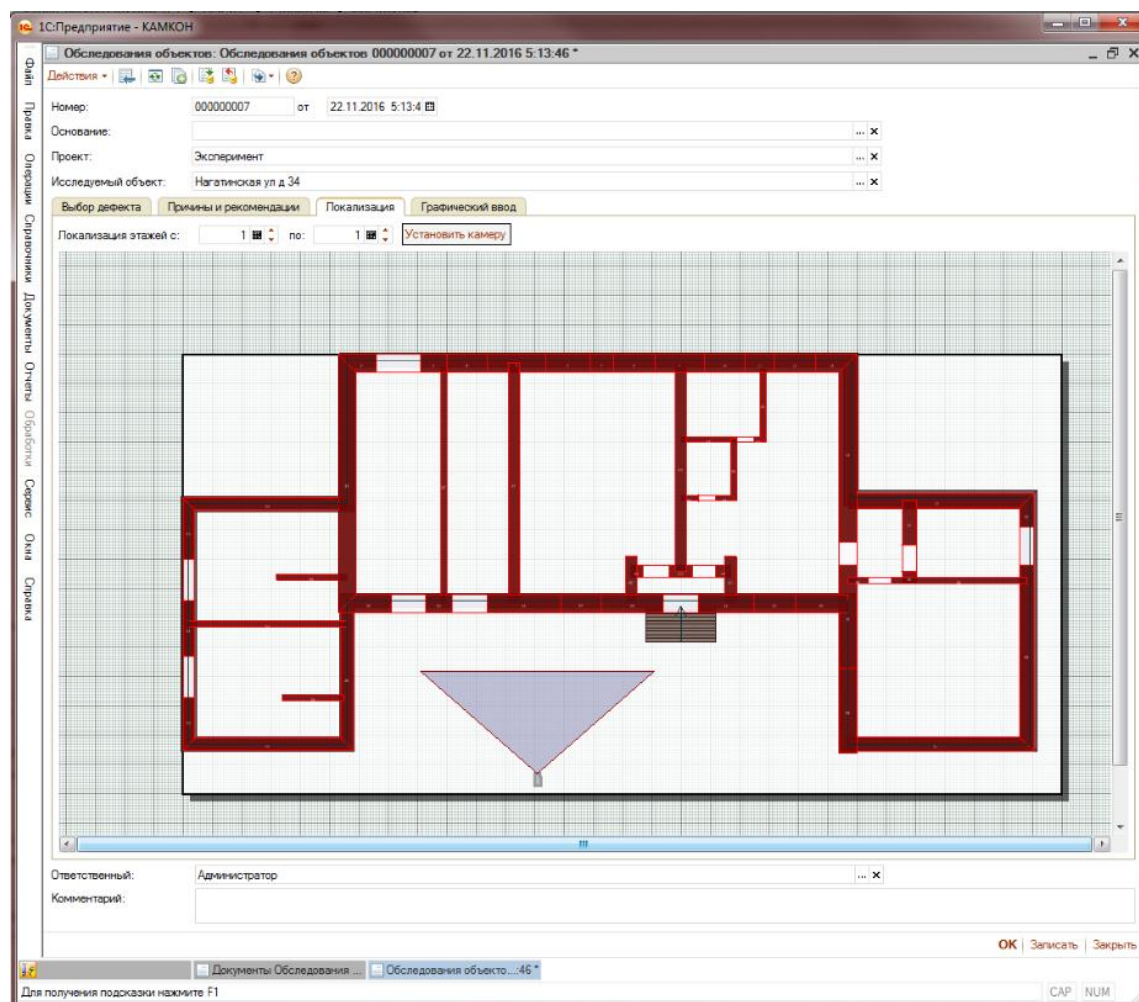 1С:Предприятие - КАМКОН
Обследования объектов: Обследования объектов 000000007 от 22.11.2016 5:13:46 *
Действия
Номер: 000000007 от 22.11.2016 5:13:4
Основание:
Проект: Эксперимент
Исследуемый объект: Нагатинская ул д 34
Выбор дефекта Причины и рекомендации Локализация Графический ввод
Локализация этажей с: 1 по: 1 Установить камеру
Файл
Правка
Операции
Справочники
Документы
Отчеты
Обработки
Сервис
Окна
Справка
Ответственный: Администратор
Комментарий:
OK Записать Закрыть
Документы Обследования ... Обследования объекто...:46 *
Для получения подсказки нажмите F1 CAP NUM